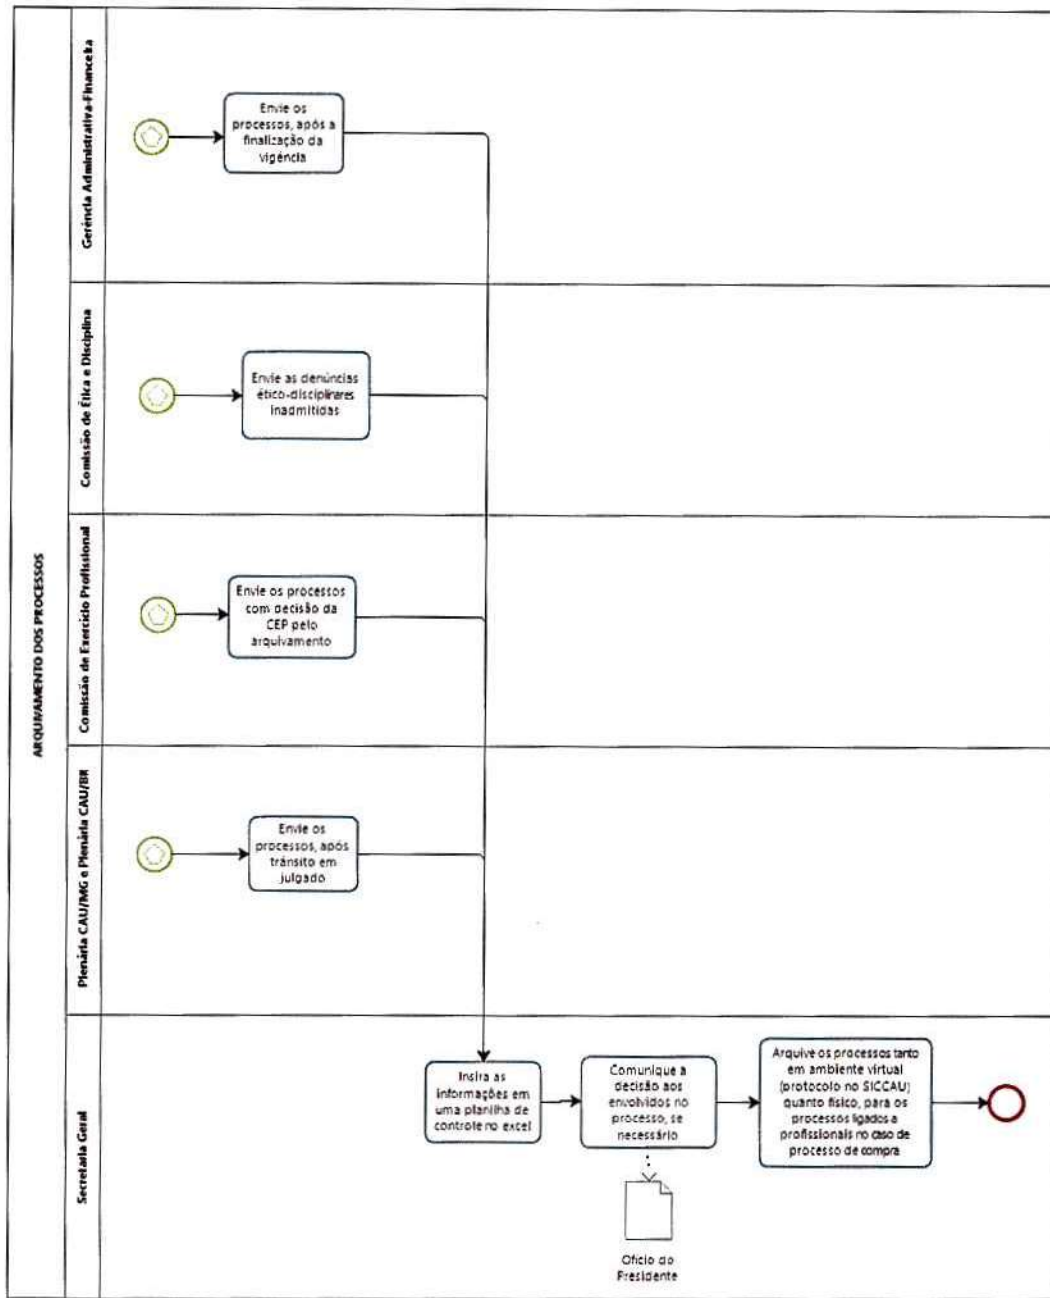 ARQUIVAMENTO DOS PROCESSOS
Gerência Administrativa-Financeira
Envie os
processos, após a
finalização da
vigência
Comissão de Ética e Disciplina
Envie as denúncias
ético-disciplinares
inadmitidas
Comissão de Exercício Profissional
Envie os processos
com decisão da
CEP pelo
arquivamento
Plenária CAU/MG e Plenária CAU/BR
Envie os
processos, após
trânsito em
julgado
Secretaria Geral
Insira as
informações em
uma planilha de
controle no excel
Comunique a
decisão aos
envolvidos no
processo, se
necessário
Ofício do
Presidente
Arquive os processos tanto
em ambiente virtual
(protocolo no SICCAU)
quanto físico, para os
processos ligados a
profissionais no caso de
processo de compra